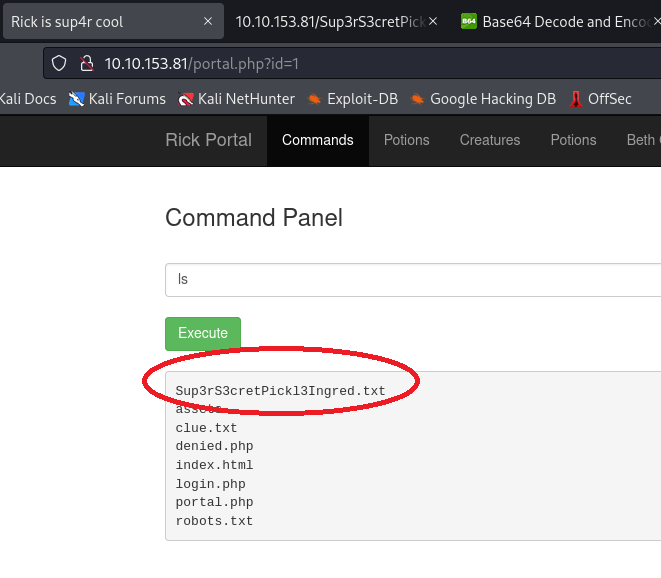 Rick is sup4r cool × 10.10.153.81/Sup3rS3cretPick × B64 Base64 Decode and Enco ×
10.10.153.81/portal.php?id=1
Kali Docs Kali Forums Kali NetHunter Exploit-DB Google Hacking DB OffSec
Rick Portal Commands Potions Creatures Potions Beth
Command Panel
ls
Execute
Sup3rS3cretPickl3Ingred.txt
assets
clue.txt
denied.php
index.html
login.php
portal.php
robots.txt